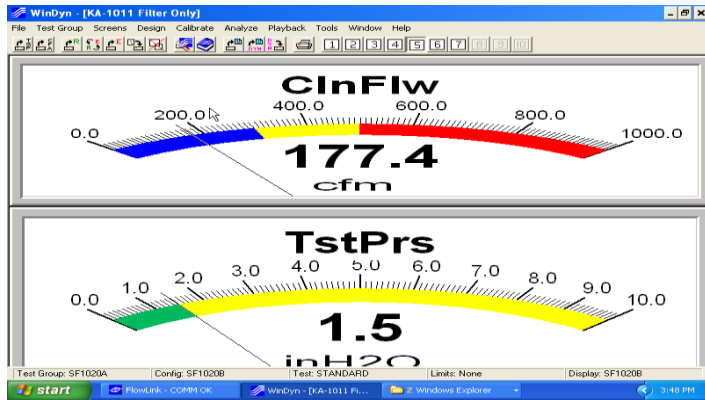 WinDyn - [KA-1011 Filter Only]
File Test Group Screens Design Calibrate Analyze Playback Tools Window Help
1 2 3 4 5 6 7 8 9 10
ClnFlw
0.0 200.0 400.0 600.0 800.0 1000.0
177.4
cfm
TstPrs
0.0 1.0 2.0 3.0 4.0 5.0 6.0 7.0 8.0 9.0 10.0
1.5
inH2O
Test Group: SF1020A Config: SF1020B Test: STANDARD Limits: None Display: SF1020B
start FlowLink - COMM OK WinDyn - [KA-1011 Fi... 2 Windows Explorer 3:48 PM